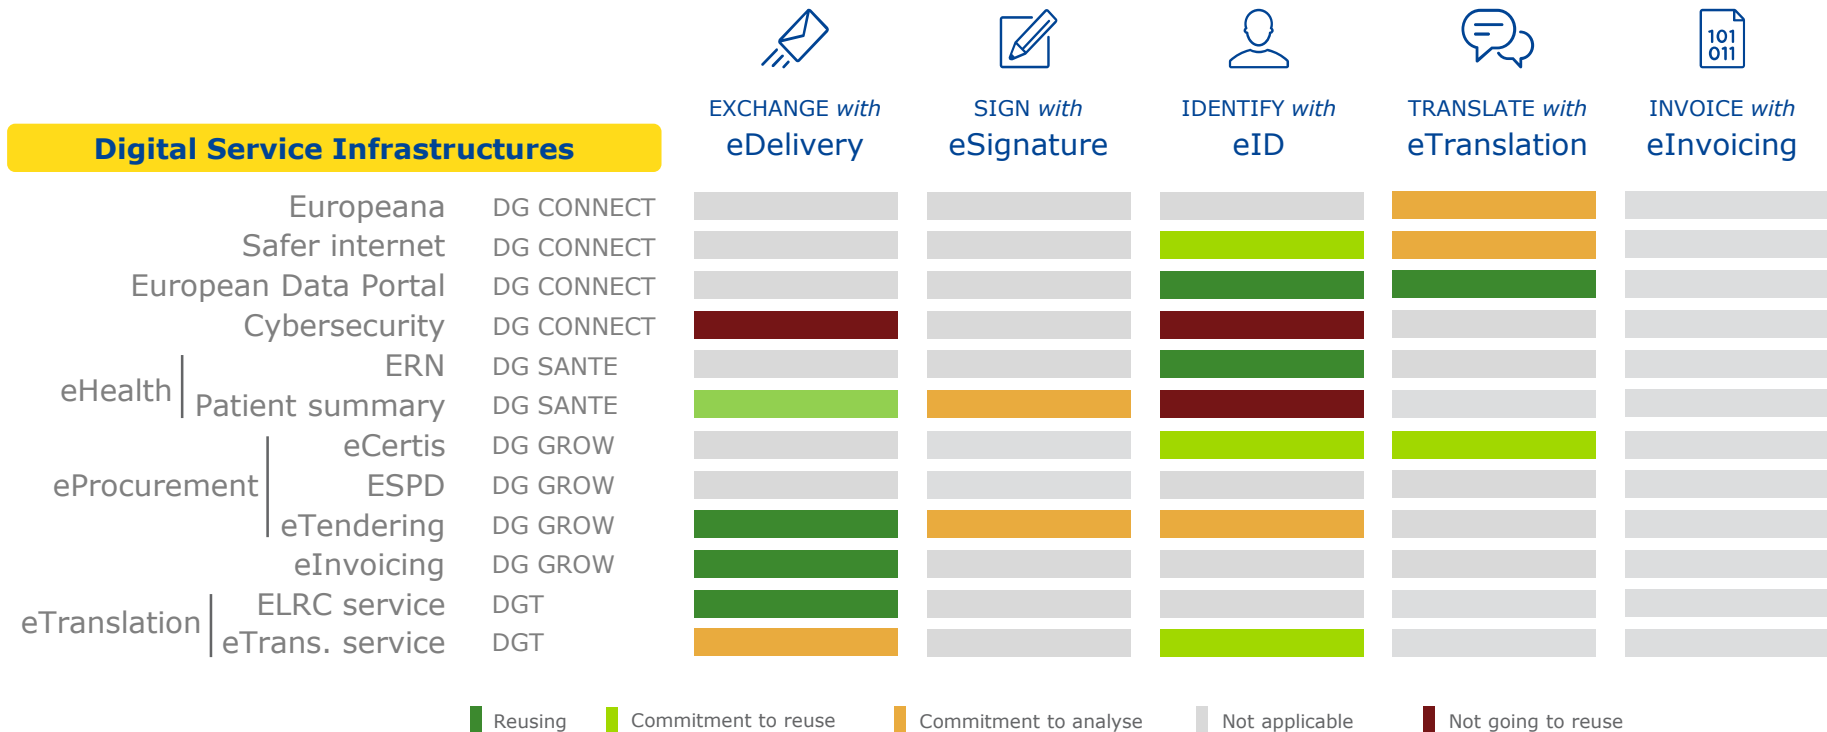 101
011
EXCHANGE with
eDelivery
SIGN with
eSignature
IDENTIFY with
eID
TRANSLATE with
eTranslation
INVOICE with
eInvoicing
Digital Service Infrastructures
Europeana DG CONNECT
Safer internet DG CONNECT
European Data Portal DG CONNECT
Cybersecurity DG CONNECT
eHealth
ERN DG SANTE
Patient summary DG SANTE
eProcurement
eCertis DG GROW
ESPD DG GROW
eTendering DG GROW
eInvoicing DG GROW
eTranslation
ELRC service DGT
eTrans. service DGT
Reusing
Commitment to reuse
Commitment to analyse
Not applicable
Not going to reuse